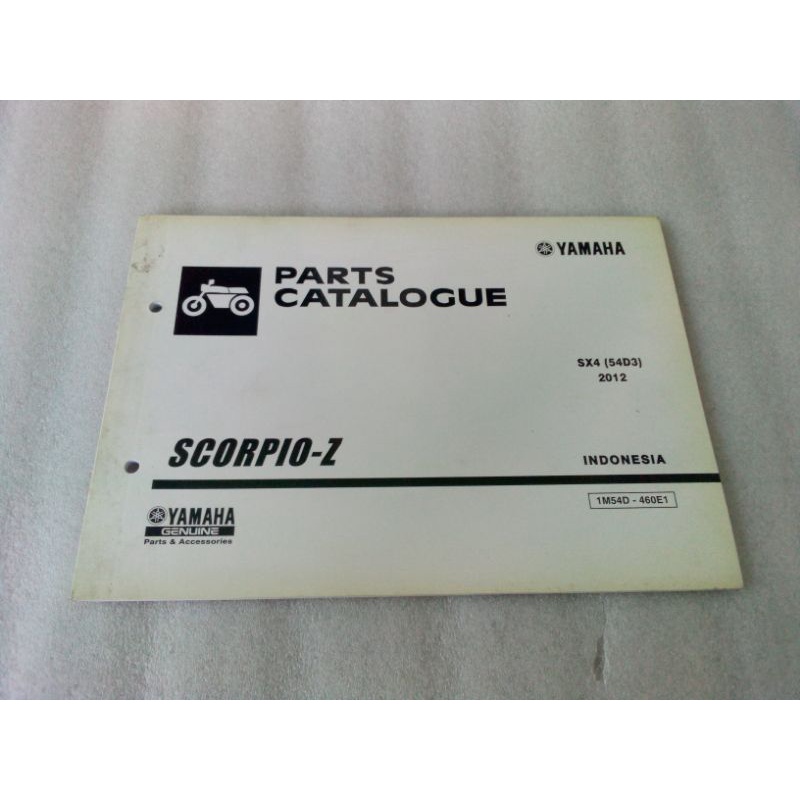 YAMAHA
PARTS
CATALOGUE
SX4 (54D3)
2012
SCORPIO-Z
INDONESIA
1M54D - 460E1
YAMAHA
GENUINE
Parts & Accessories